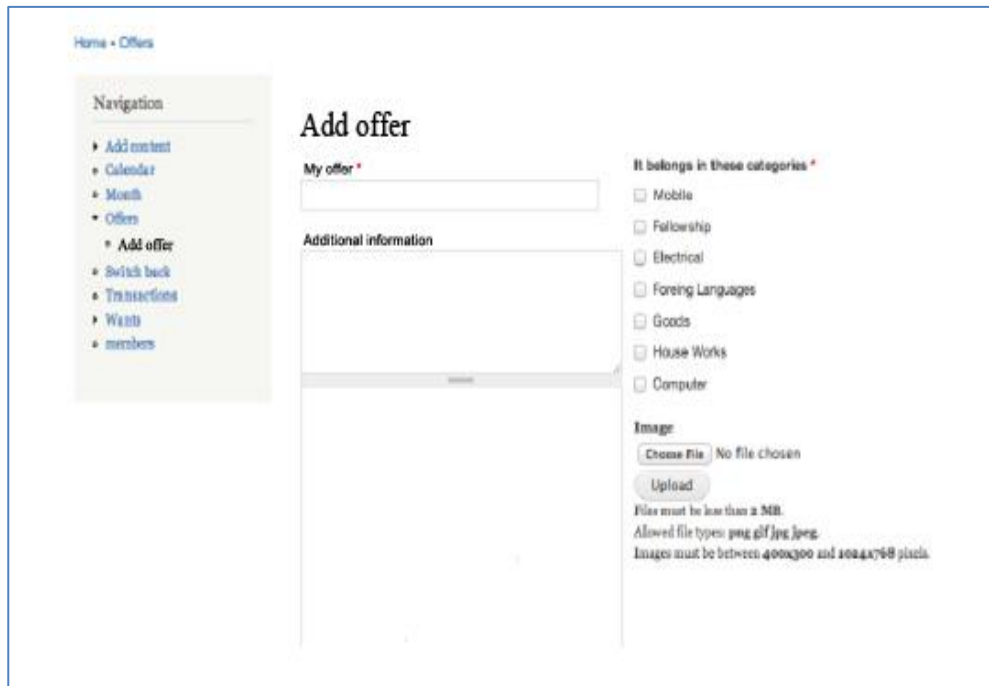 Home » Offers
Navigation
Add content
Calendar
Month
Offers
Add offer
Switch back
Transactions
Wants
members
Add offer
My offer *
Additional information
It belongs in these categories *
Mobile
Fellowship
Electrical
Foreing Languages
Goods
House Works
Computer
Image
Choose File No file chosen
Upload
Files must be less than 2 MB.
Allowed file types: png gif jpg jpeg.
Images must be between 400x300 and 1024x768 pixels.